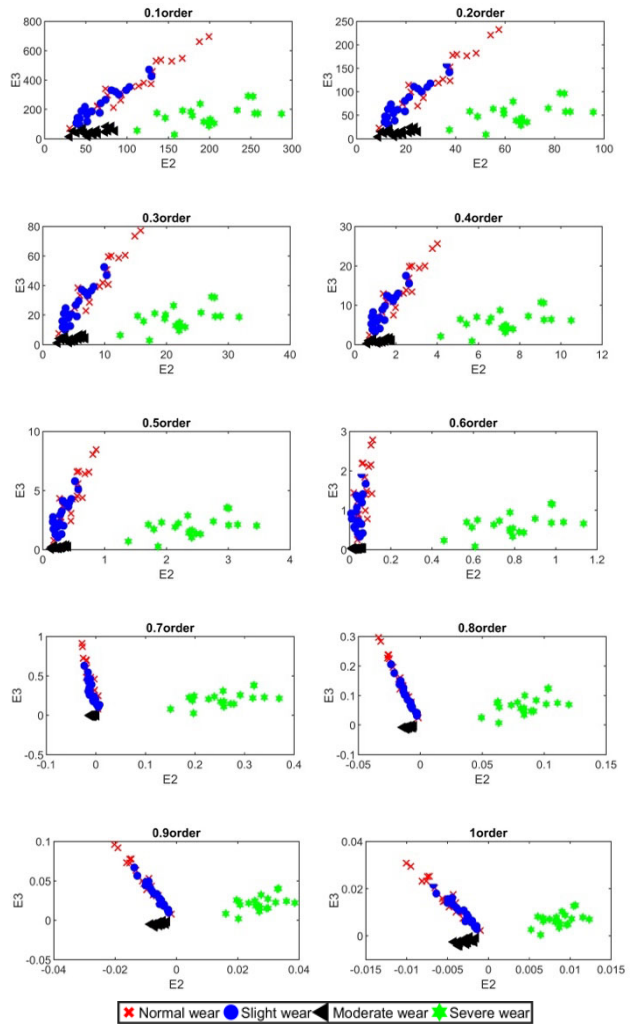 0.1order
0.2order
800
600
400
200
0
E3
0 50 100 150 200 250 300
E2
250
200
150
100
50
0
E3
0 20 40 60 80 100
E2
0.3order
0.4order
80
60
40
20
0
E3
0 10 20 30 40
E2
30
20
10
0
E3
0 2 4 6 8 10 12
E2
0.5order
0.6order
10
5
0
E3
0 1 2 3 4
E2
3
2
1
0
E3
0 0.2 0.4 0.6 0.8 1 1.2
E2
0.7order
0.8order
1
0.5
0
-0.5
E3
-0.1 0 0.1 0.2 0.3 0.4
E2
0.3
0.2
0.1
0
-0.1
E3
-0.05 0 0.05 0.1 0.15
E2
0.9order
1order
0.1
0.05
0
-0.05
E3
-0.04 -0.02 0 0.02 0.04
E2
0.04
0.02
0
E3
-0.015 -0.01 -0.005 0 0.005 0.01 0.015
E2
Normal wear Slight wear Moderate wear Severe wear